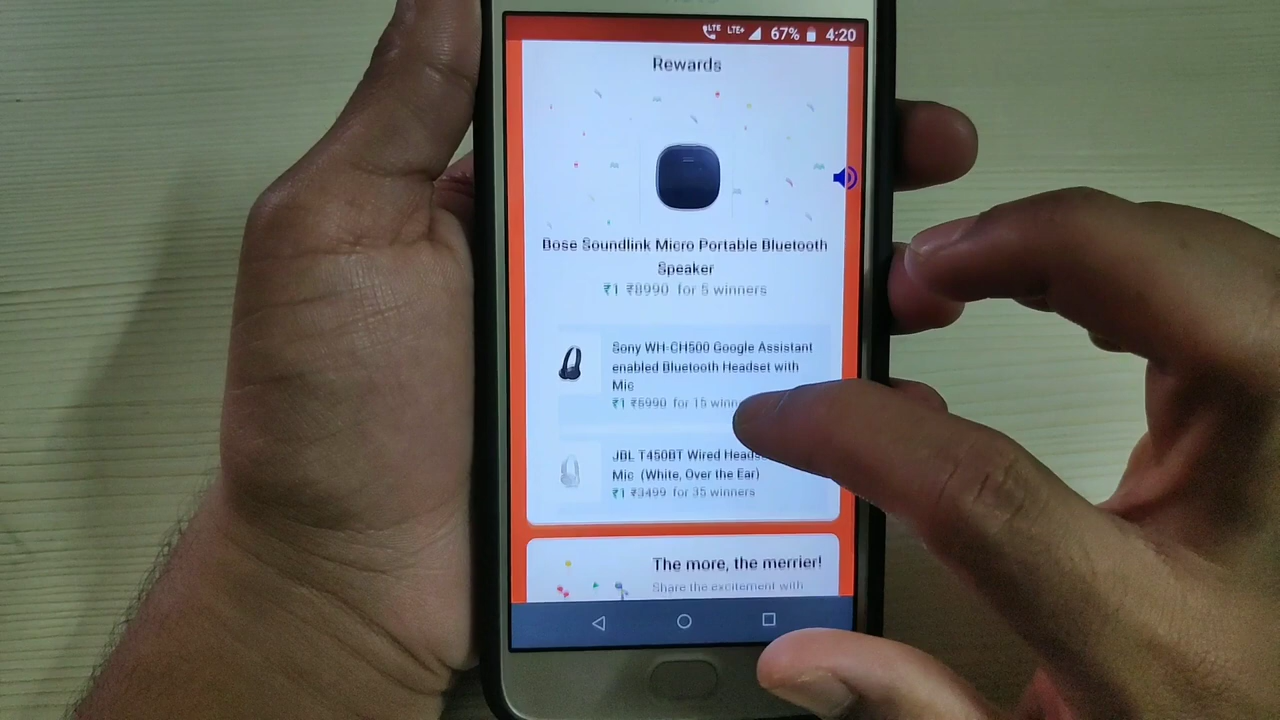 LTE LTE+ 67% 4:20
Rewards
Bose Soundlink Micro Portable Bluetooth
Speaker
₹1 ₹8990 for 5 winners
Sony WH-CH500 Google Assistant
enabled Bluetooth Headset with
Mic
₹1 ₹5990 for 15
JBL T450BT Wired
Mic (White, Over the Ear)
₹1 ₹3499 for 35 winners
The more, the merrier!
Share the excitement with